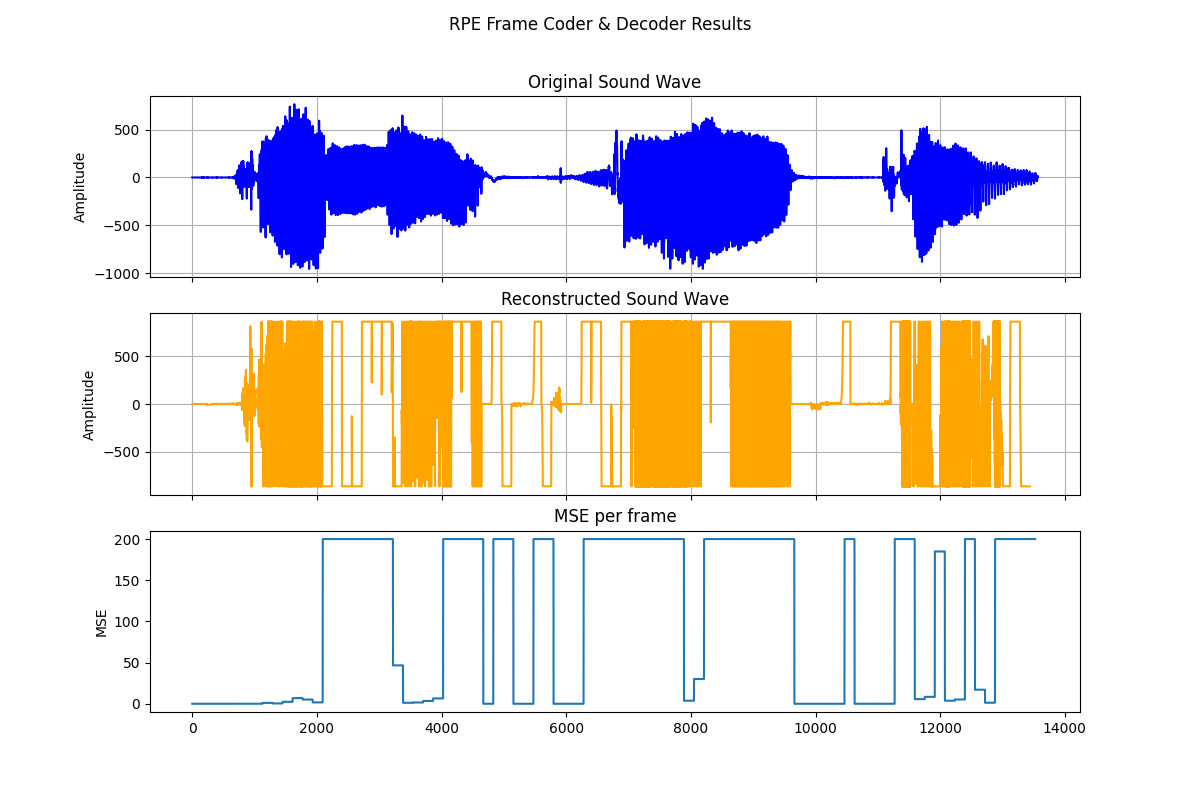 RPE Frame Coder & Decoder Results
Original Sound Wave
Amplitude
500
0
−500
−1000
Reconstructed Sound Wave
Amplitude
500
0
−500
MSE per frame
MSE
200
150
100
50
0
0 2000 4000 6000 8000 10000 12000 14000